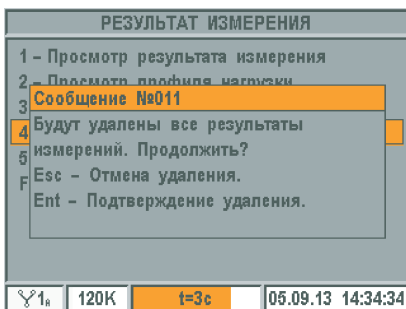 РЕЗУЛЬТАТ ИЗМЕРЕНИЯ
1 – Просмотр результата измерения
2 – Просмотр профиля нагрузки
3
Сообщение №011
4
Будут удалены все результаты
измерений. Продолжить?
5
Esc – Отмена удаления.
F
Ent – Подтверждение удаления.
1в 120K t=3c 05.09.13 14:34:34